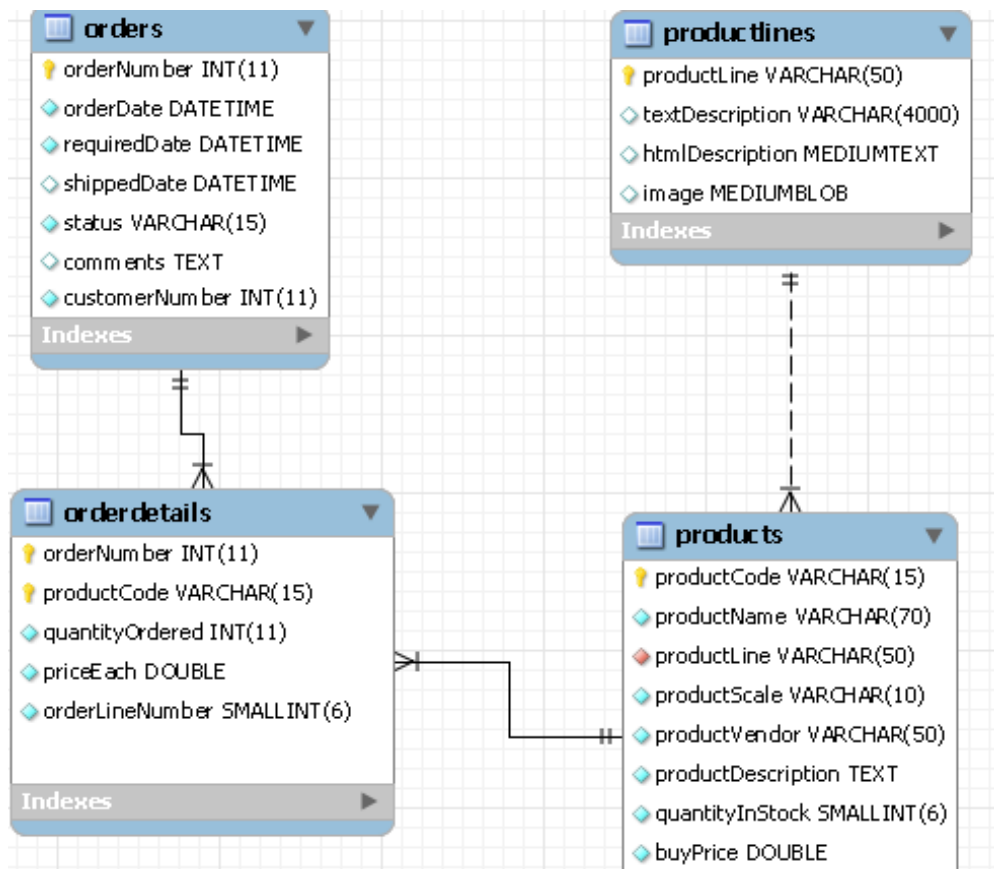 orders
orderNumber INT(11)
orderDate DATETIME
requiredDate DATETIME
shippedDate DATETIME
status VARCHAR(15)
comments TEXT
customerNumber INT(11)
Indexes
productlines
productLine VARCHAR(50)
textDescription VARCHAR(4000)
htmlDescription MEDIUMTEXT
image MEDIUMBLOB
Indexes
orderdetails
orderNumber INT(11)
productCode VARCHAR(15)
quantityOrdered INT(11)
priceEach DOUBLE
orderLineNumber SMALLINT(6)
Indexes
products
productCode VARCHAR(15)
productName VARCHAR(70)
productLine VARCHAR(50)
productScale VARCHAR(10)
productVendor VARCHAR(50)
productDescription TEXT
quantityInStock SMALLINT(6)
buyPrice DOUBLE